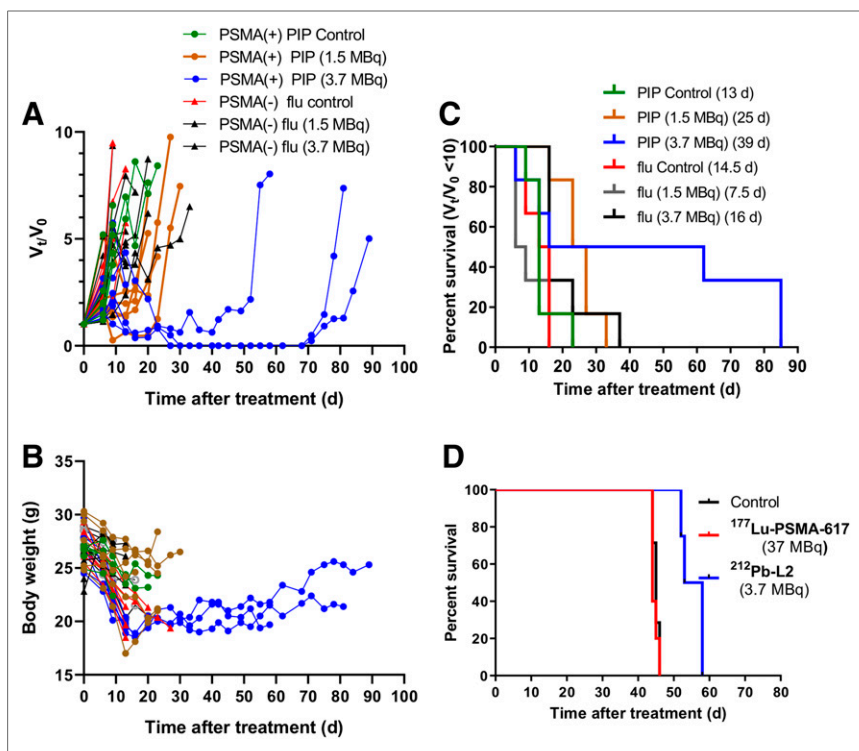 PSMA(+) PIP Control
PSMA(+) PIP (1.5 MBq)
PSMA(+) PIP (3.7 MBq)
PSMA(-) flu control
PSMA(-) flu (1.5 MBq)
PSMA(-) flu (3.7 MBq)
A
Vt/V0
10
5
0
0 10 20 30 40 50 60 70 80 90 100
Time after treatment (d)
C
PIP Control (13 d)
PIP (1.5 MBq) (25 d)
PIP (3.7 MBq) (39 d)
flu Control (14.5 d)
flu (1.5 MBq) (7.5 d)
flu (3.7 MBq) (16 d)
Percent survival (Vt/V0 <10)
100
80
60
40
20
0
0 10 20 30 40 50 60 70 80 90
Time after treatment (d)
B
Body weight (g)
35
30
25
20
15
0 10 20 30 40 50 60 70 80 90 100
Time after treatment (d)
D
Control
177Lu-PSMA-617
(37 MBq)
212Pb-L2
(3.7 MBq)
Percent survival
100
80
60
40
20
0
0 10 20 30 40 50 60 70 80
Time after treatment (d)